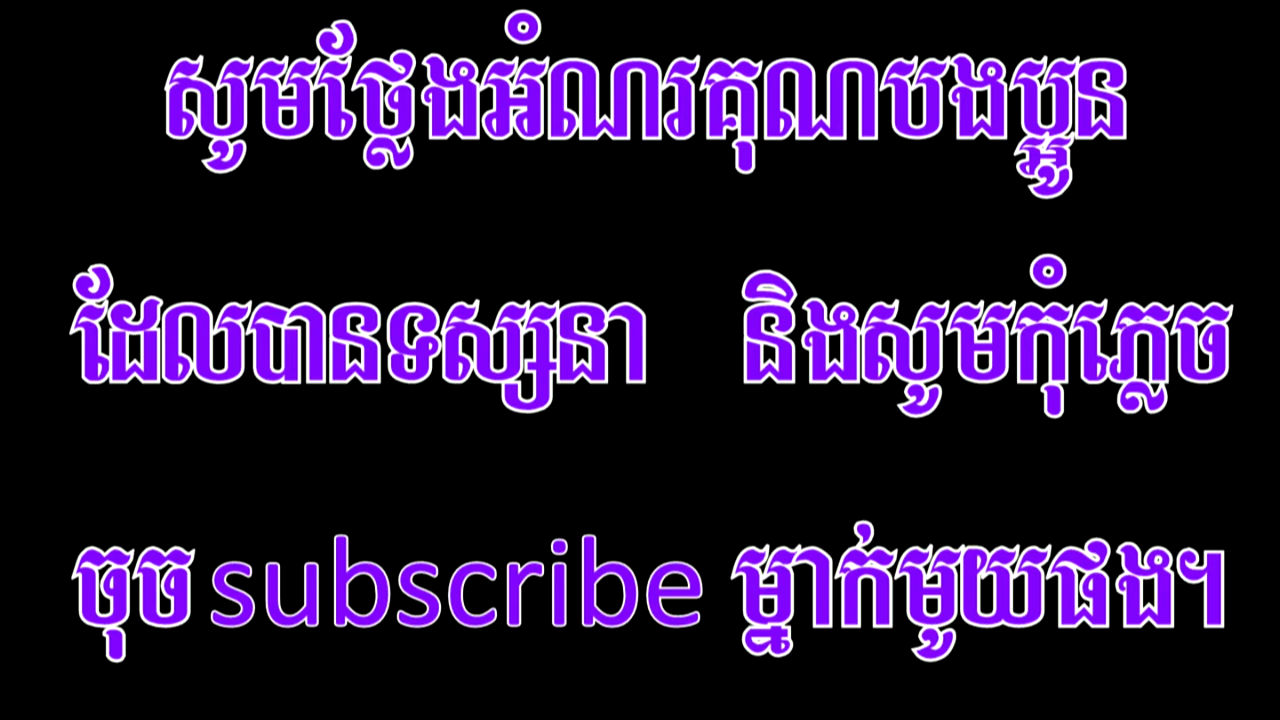 សូមថ្លែងអំណរគុណបងប្អូន
ដែលបានទស្សនា និងសូមកុំភ្លេច
ចុច subscribe ម្នាក់មួយផង។